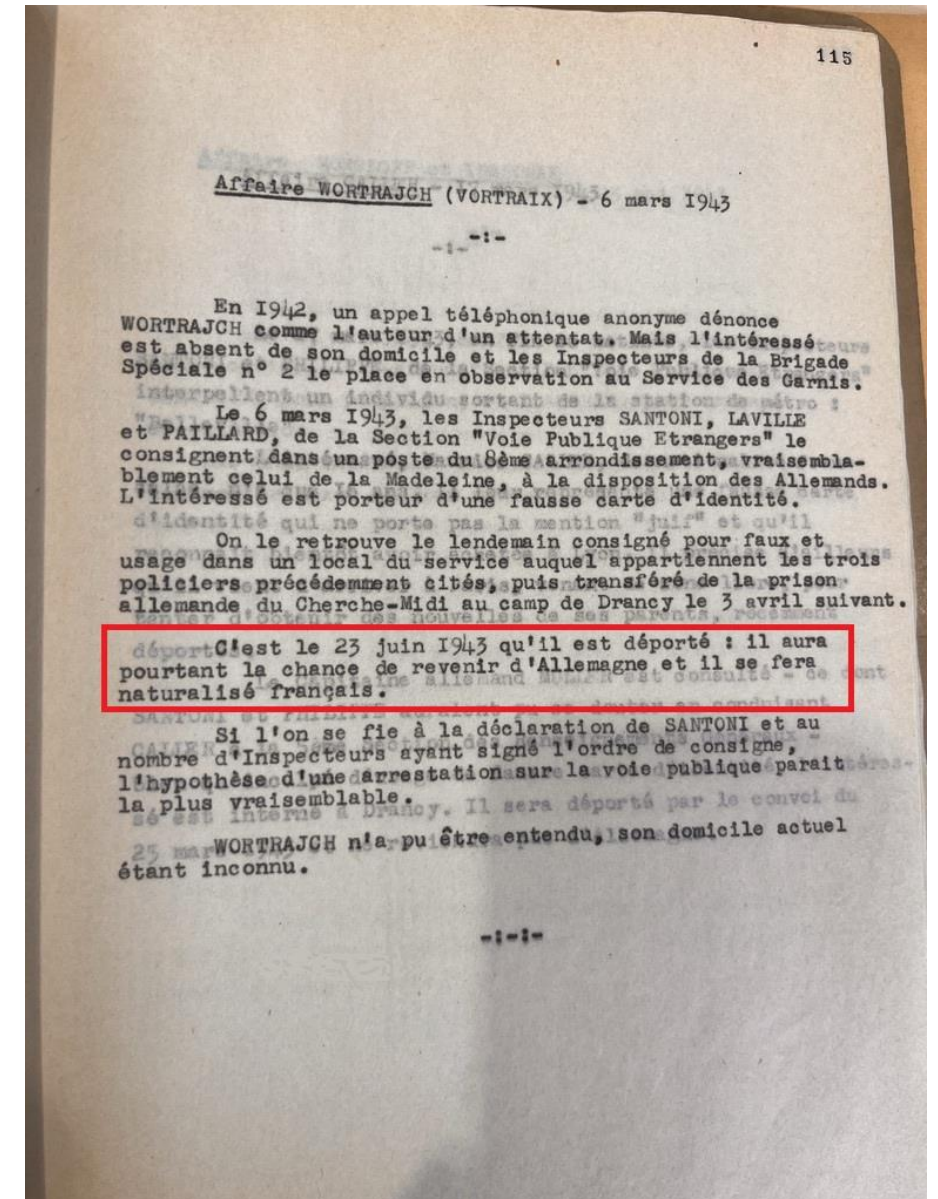 115
Affaire WORTRAJCH (VORTRAIX) - 6 mars I943
-:-
En I942, un appel téléphonique anonyme dénonce
WORTRAJCH comme l'auteur d'un attentat. Mais l'intéressé
est absent de son domicile et les Inspecteurs de la Brigade
Spéciale n° 2 le place en observation au Service des Garnis.
Le 6 mars I943, les Inspecteurs SANTONI, LAVILLE
et PAILLARD, de la Section "Voie Publique Etrangers" le
consignent dans un poste du 8ème arrondissement, vraisembla-
blement celui de la Madeleine, à la disposition des Allemands.
L'intéressé est porteur d'une fausse carte d'identité.
On le retrouve le lendemain consigné pour faux et
usage dans un local du service auquel appartiennent les trois
policiers précédemment cités, puis transféré de la prison
allemande du Cherche-Midi au camp de Drancy le 3 avril suivant.
C'est le 23 juin I943 qu'il est déporté : il aura
pourtant la chance de revenir d'Allemagne et il se fera
naturalisé français.
Si l'on se fie à la déclaration de SANTONI et au
nombre d'Inspecteurs ayant signé l'ordre de consigne,
l'hypothèse d'une arrestation sur la voie publique parait
la plus vraisemblable.
WORTRAJCH n'a pu être entendu, son domicile actuel
étant inconnu.
-:-:-